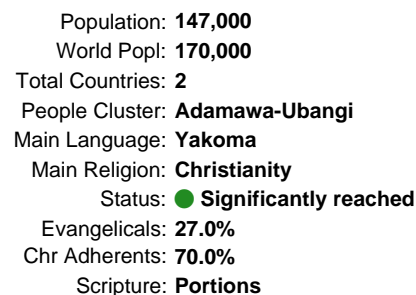 Population: 147,000
World Popl: 170,000
Total Countries: 2
People Cluster: Adamawa-Ubangi
Main Language: Yakoma
Main Religion: Christianity
Status: Significantly reached
Evangelicals: 27.0%
Chr Adherents: 70.0%
Scripture: Portions